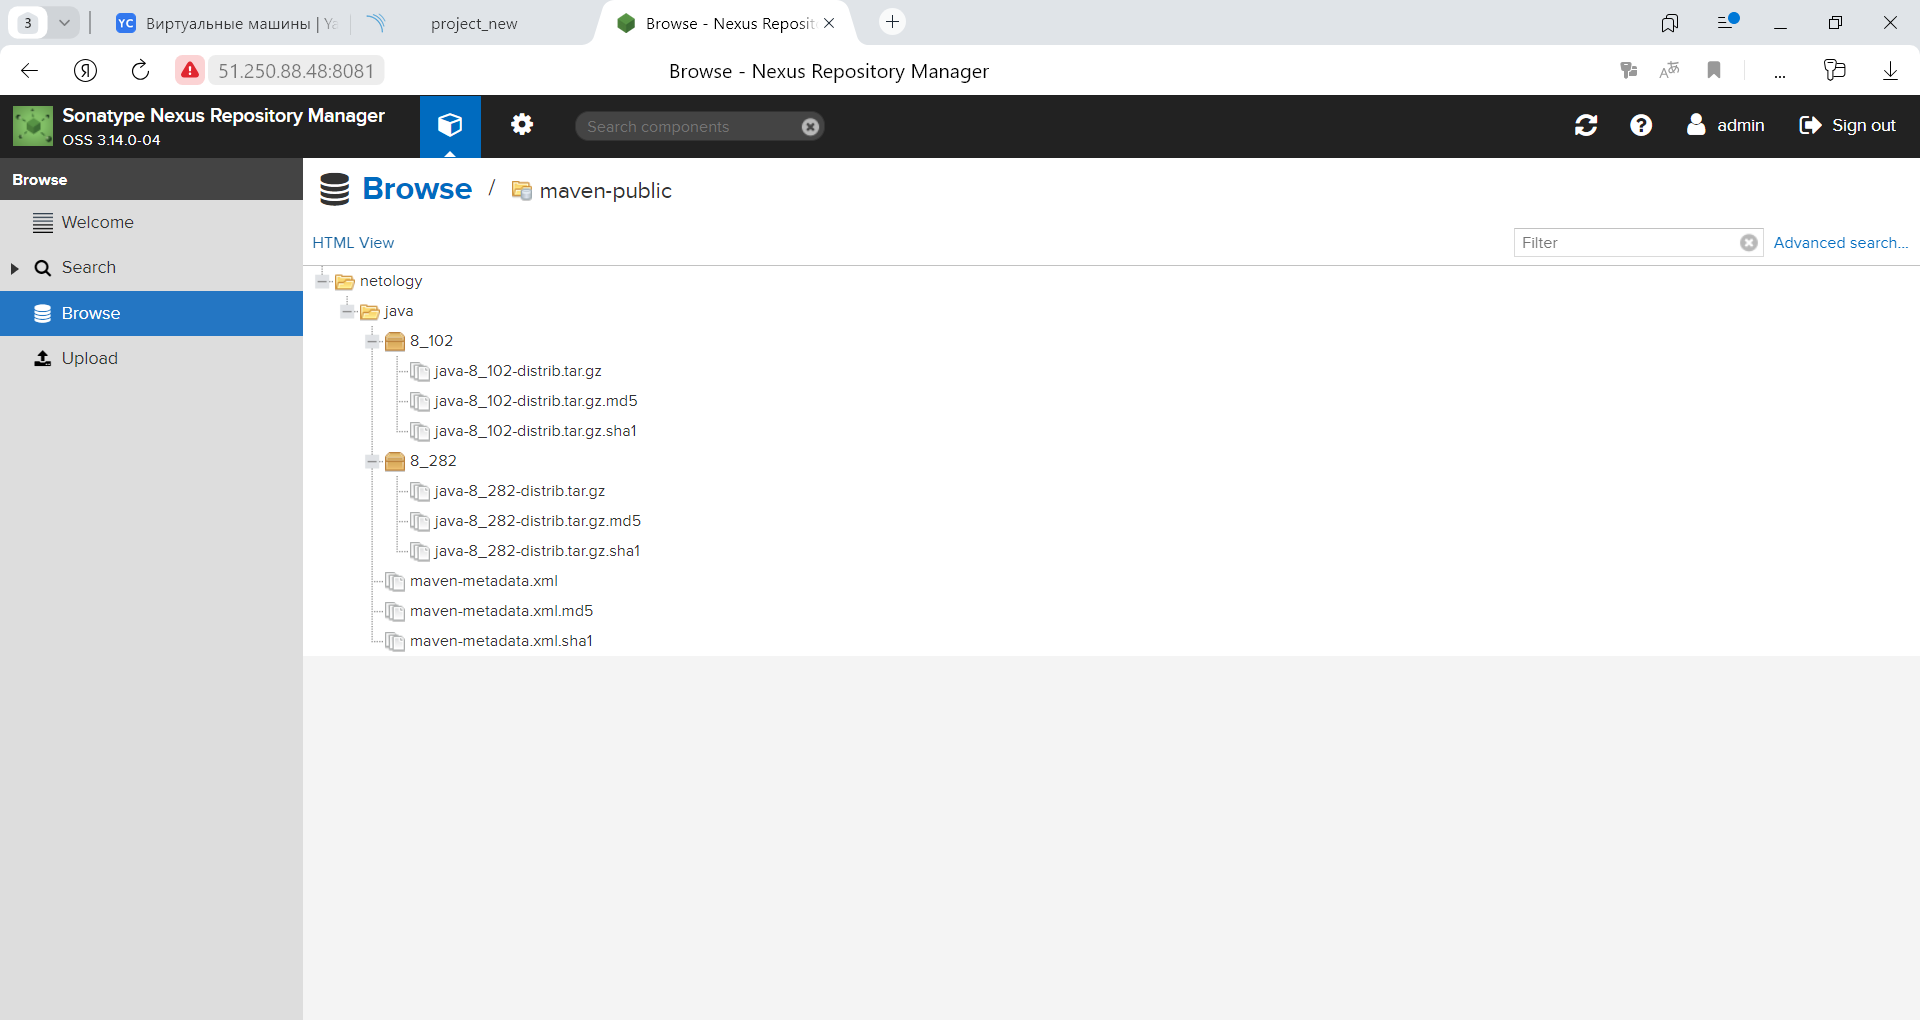 3
YC Виртуальные машины | Ya
project_new
Browse - Nexus Reposit
Я
51.250.88.48:8081
Browse - Nexus Repository Manager
Sonatype Nexus Repository Manager
OSS 3.14.0-04
Search components
admin
Sign out
Browse
Welcome
Search
Browse
Upload
Browse / maven-public
HTML View
Filter
Advanced search...
netology
java
8_102
java-8_102-distrib.tar.gz
java-8_102-distrib.tar.gz.md5
java-8_102-distrib.tar.gz.sha1
8_282
java-8_282-distrib.tar.gz
java-8_282-distrib.tar.gz.md5
java-8_282-distrib.tar.gz.sha1
maven-metadata.xml
maven-metadata.xml.md5
maven-metadata.xml.sha1